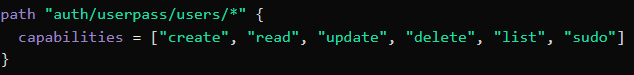 path "auth/userpass/users/*" {
  capabilities = ["create", "read", "update", "delete", "list", "sudo"]
}